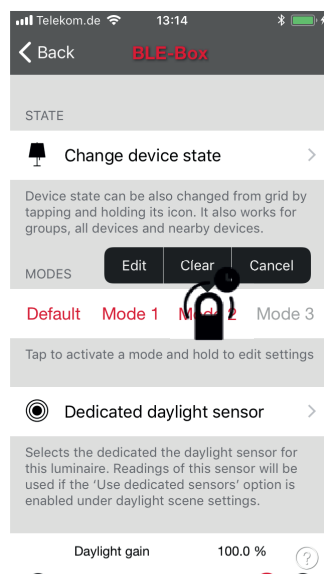 Telekom.de 13:14
Back BLE-Box
STATE
Change device state
Device state can be also changed from grid by
tapping and holding its icon. It also works for
groups, all devices and nearby devices.
Edit Clear Cancel
MODES
Default Mode 1 Mode 2 Mode 3
Tap to activate a mode and hold to edit settings
Dedicated daylight sensor
Selects the dedicated the daylight sensor for
this luminaire. Readings of this sensor will be
used if the ‘Use dedicated sensors’ option is
enabled under daylight scene settings.
Daylight gain 100.0 %
?